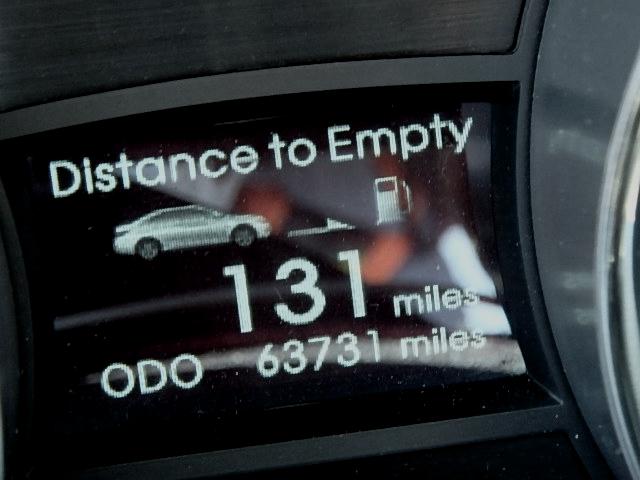 Distance to Empty
131 miles
ODO 63731 miles